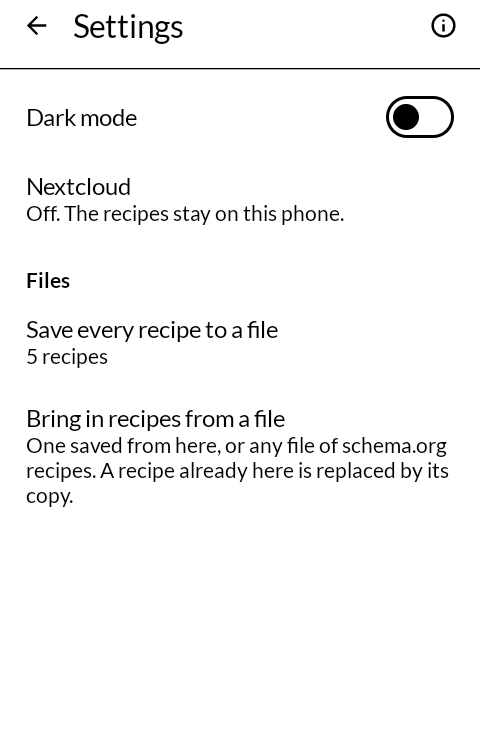 Settings
Dark mode
Nextcloud
Off. The recipes stay on this phone.
Files
Save every recipe to a file
5 recipes
Bring in recipes from a file
One saved from here, or any file of schema.org
recipes. A recipe already here is replaced by its
copy.